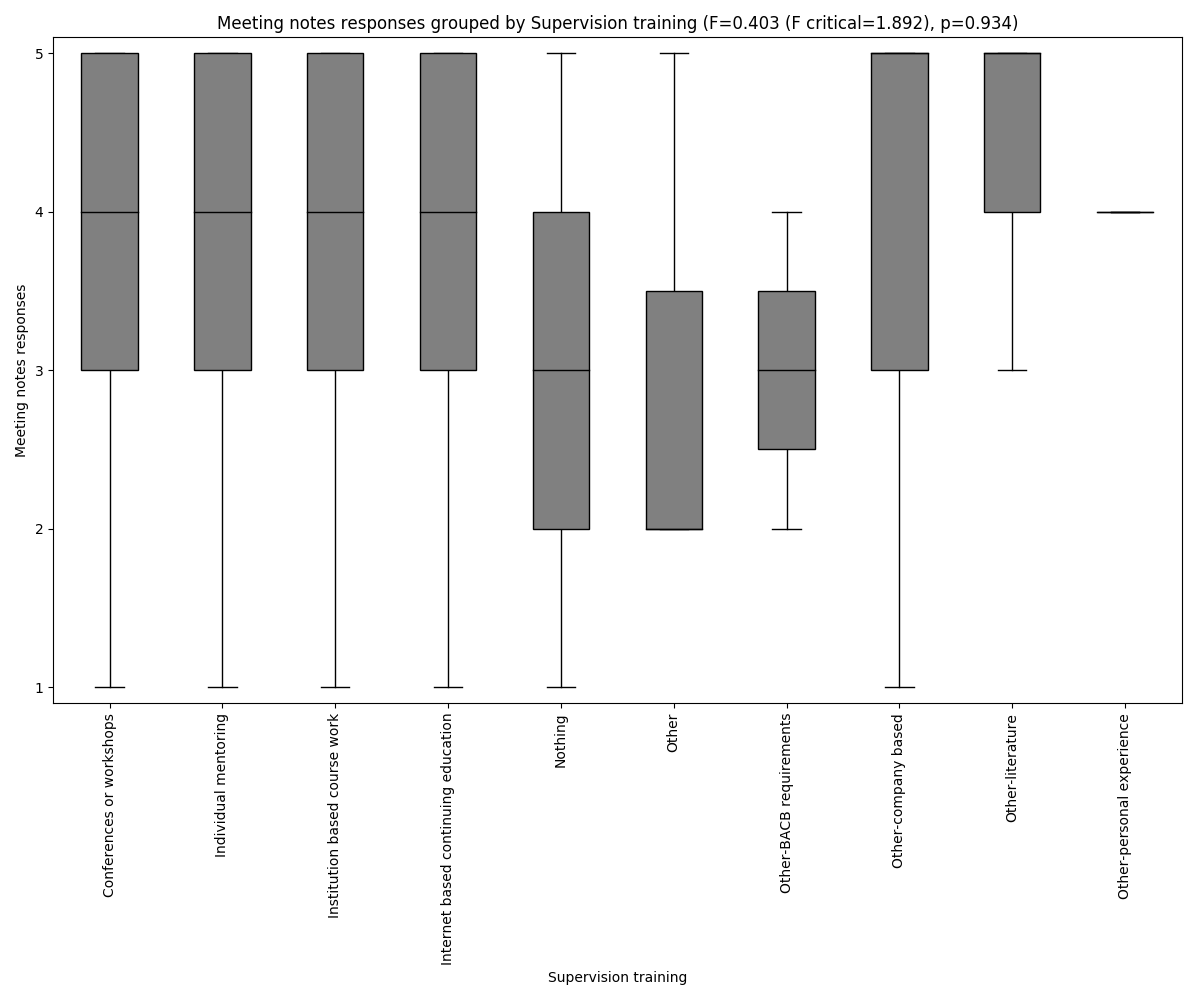 Meeting notes responses grouped by Supervision training (F=0.403 (F critical=1.892), p=0.934)
Meeting notes responses
5
4
3
2
1
Conferences or workshops
Individual mentoring
Institution based course work
Internet based continuing education
Nothing
Other
Other-BACB requirements
Other-company based
Other-literature
Other-personal experience
Supervision training